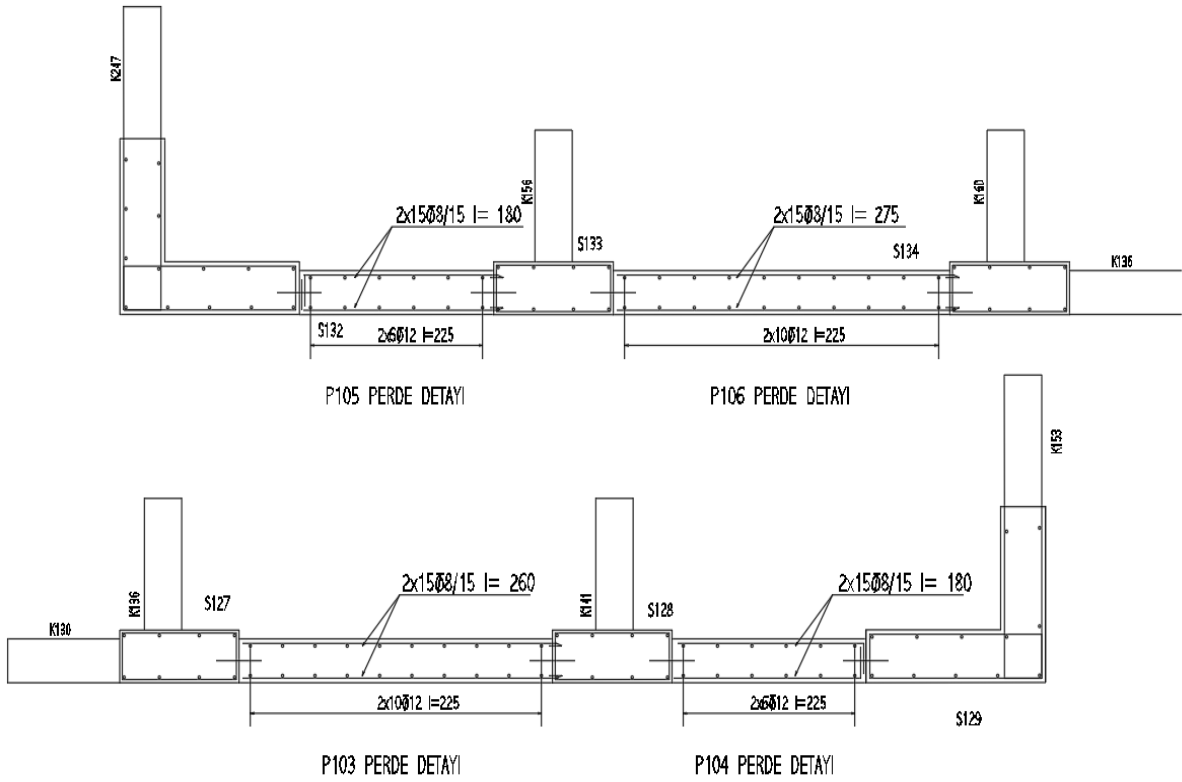 K247
K156
K160
2x15Ø8/15 l= 180
2x15Ø8/15 l= 275
S133
S134
K136
S132
2x6Ø12 l=225
2x10Ø12 l=225
P105 PERDE DETAYI
P106 PERDE DETAYI
K153
K136
K141
2x15Ø8/15 l= 260
2x15Ø8/15 l= 180
S127
S128
K130
2x10Ø12 l=225
2x6Ø12 l=225
S129
P103 PERDE DETAYI
P104 PERDE DETAYI